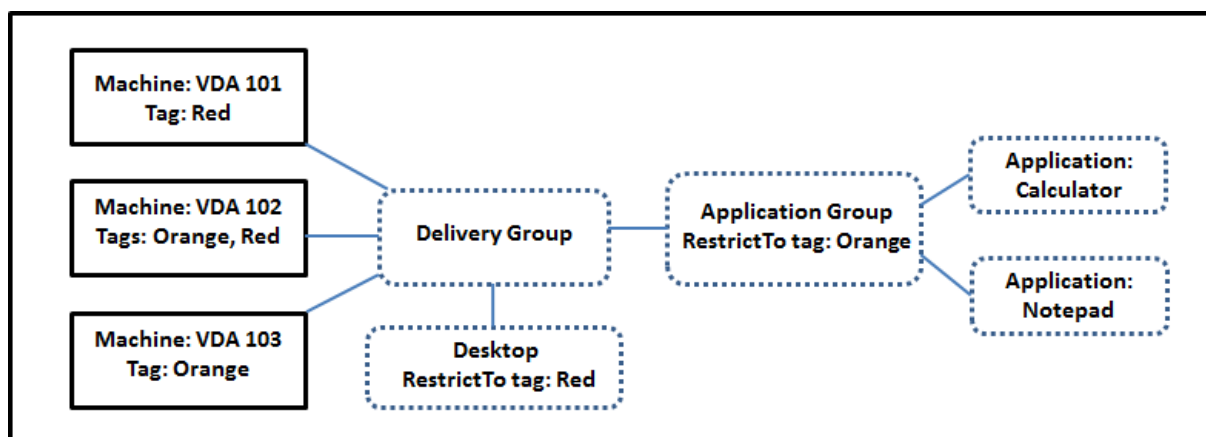 Machine: VDA 101
Tag: Red
Machine: VDA 102
Tags: Orange, Red
Machine: VDA 103
Tag: Orange
Delivery Group
Desktop
RestrictTo tag: Red
Application Group
RestrictTo tag: Orange
Application:
Calculator
Application:
Notepad